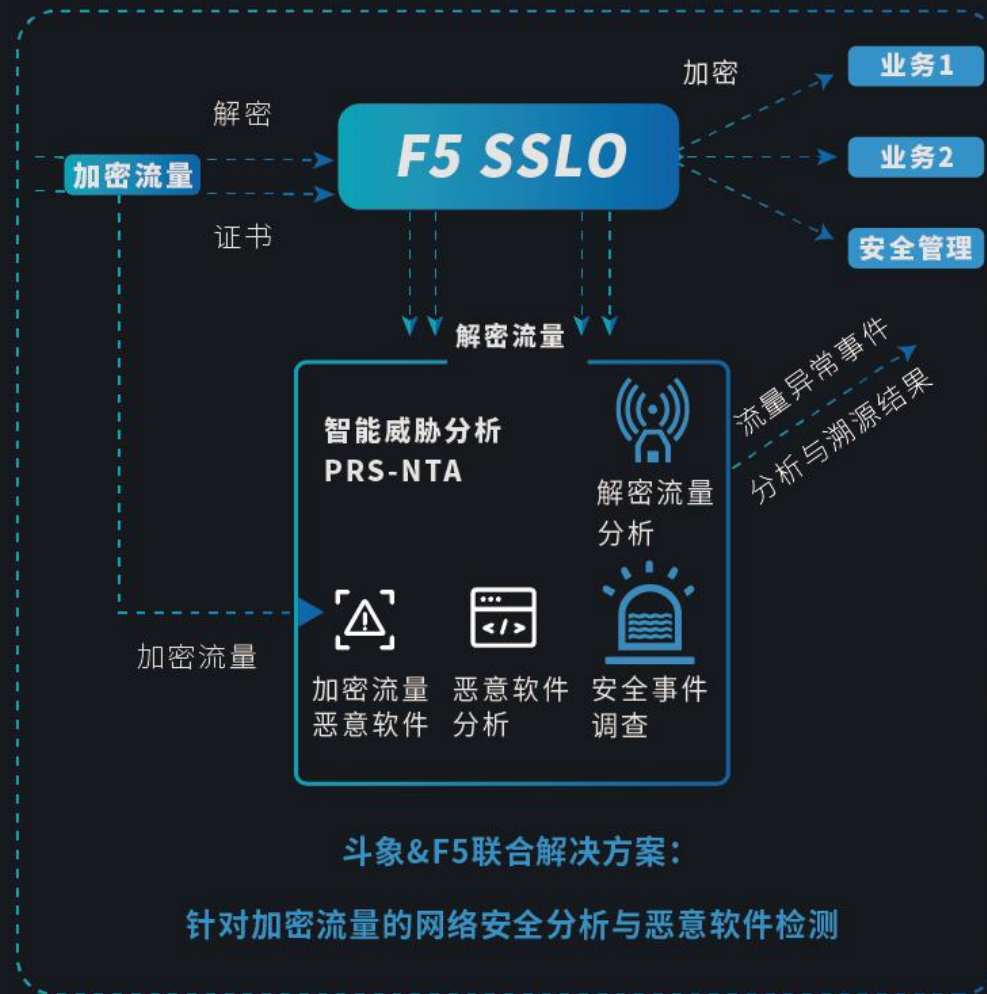 加密
业务1
解密
F5 SSLO
业务2
加密流量
证书
安全管理
解密流量
流量异常事件
分析与溯源结果
智能威胁分析
PRS-NTA
解密流量
分析
加密流量
加密流量
恶意软件
恶意软件
分析
安全事件
调查
斗象&F5联合解决方案：
针对加密流量的网络安全分析与恶意软件检测